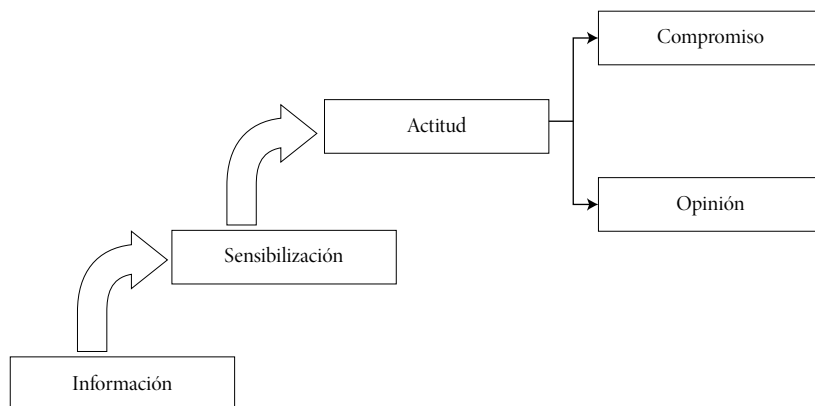 Compromiso
Actitud
Opinión
Sensibilización
Información